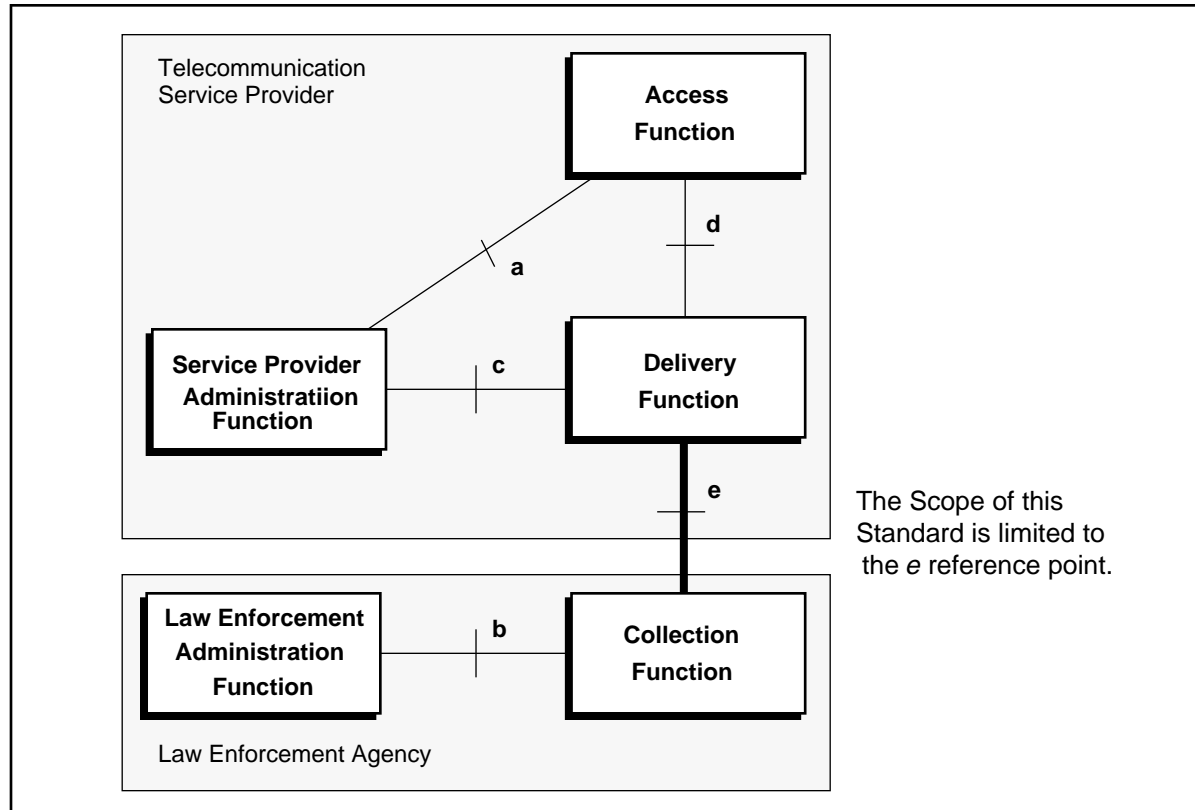 Telecommunication
Service Provider
Access
Function
d
a
Service Provider
Administratiion
Function
c
Delivery
Function
e
The Scope of this
Standard is limited to
the e reference point.
Law Enforcement
Administration
Function
b
Collection
Function
Law Enforcement Agency